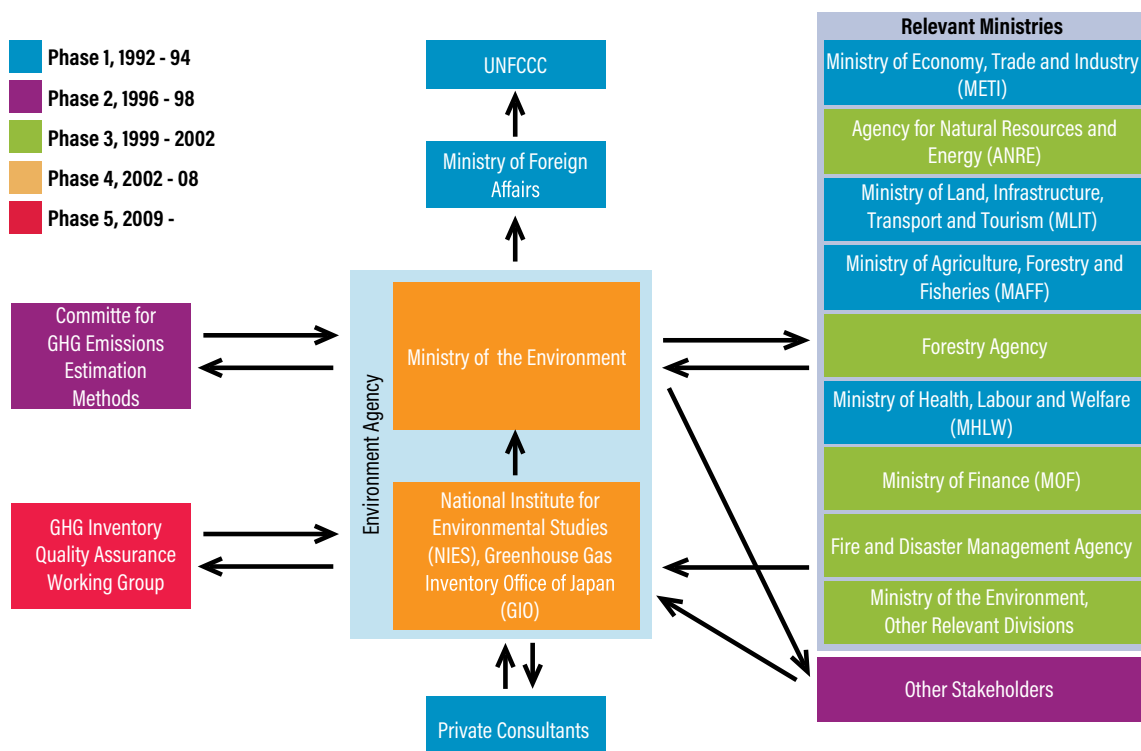 Phase 1, 1992 - 94
Phase 2, 1996 - 98
Phase 3, 1999 - 2002
Phase 4, 2002 - 08
Phase 5, 2009 -
UNFCCC
Ministry of Foreign
Affairs
Committe for
GHG Emissions
Estimation
Methods
GHG Inventory
Quality Assurance
Working Group
Environment Agency
Ministry of the Environment
National Institute for
Environmental Studies
(NIES), Greenhouse Gas
Inventory Office of Japan
(GIO)
Private Consultants
Relevant Ministries
Ministry of Economy, Trade and Industry
(METI)
Agency for Natural Resources and
Energy (ANRE)
Ministry of Land, Infrastructure,
Transport and Tourism (MLIT)
Ministry of Agriculture, Forestry and
Fisheries (MAFF)
Forestry Agency
Ministry of Health, Labour and Welfare
(MHLW)
Ministry of Finance (MOF)
Fire and Disaster Management Agency
Ministry of the Environment,
Other Relevant Divisions
Other Stakeholders